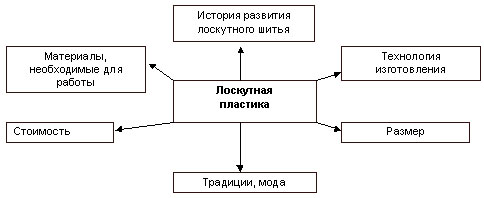 История развития
лоскутного шитья
Материалы,
необходимые для
работы
Технология
изготовления
Лоскутная
пластика
Стоимость
Размер
Традиции, мода